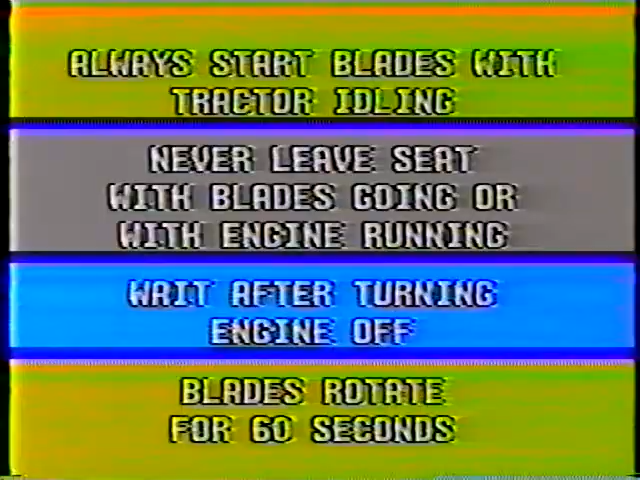 ALWAYS START BLADES WITH
TRACTOR IDLING
NEVER LEAVE SEAT
WITH BLADES GOING OR
WITH ENGINE RUNNING
WAIT AFTER TURNING
ENGINE OFF
BLADES ROTATE
FOR 60 SECONDS